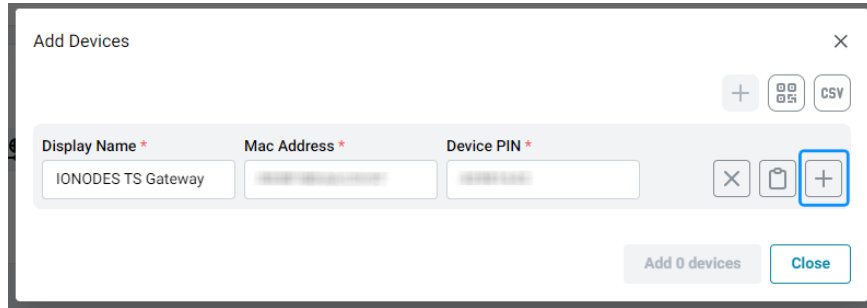 Add Devices
CSV
Display Name * Mac Address * Device PIN *
IONODES TS Gateway
Add 0 devices Close